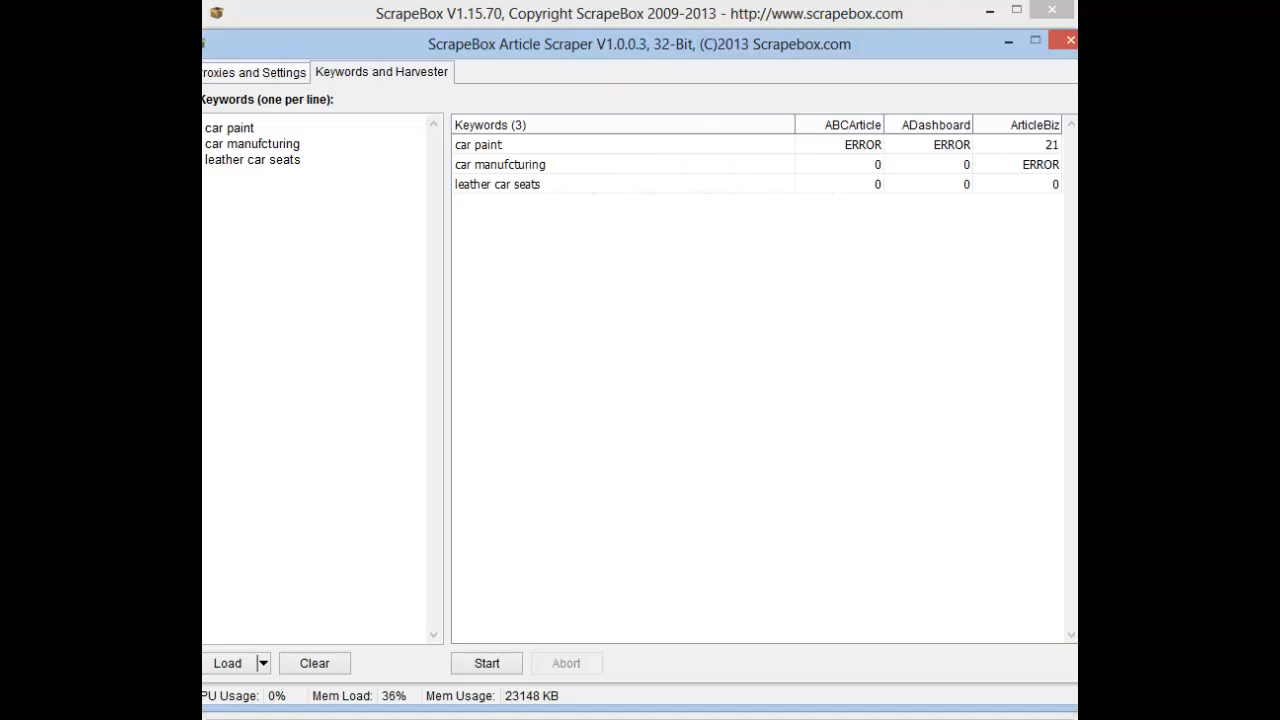 ScrapeBox V1.15.70, Copyright ScrapeBox 2009-2013 - http://www.scrapebox.com
ScrapeBox Article Scraper V1.0.0.3, 32-Bit, (C)2013 Scrapebox.com
roxies and Settings Keywords and Harvester
Keywords (one per line):
car paint
car manufcturing
leather car seats
Keywords (3) ABCArticle ADashboard ArticleBiz
car paint ERROR ERROR 21
car manufcturing 0 0 ERROR
leather car seats 0 0 0
Load Clear Start Abort
PU Usage: 0% Mem Load: 36% Mem Usage: 23148 KB